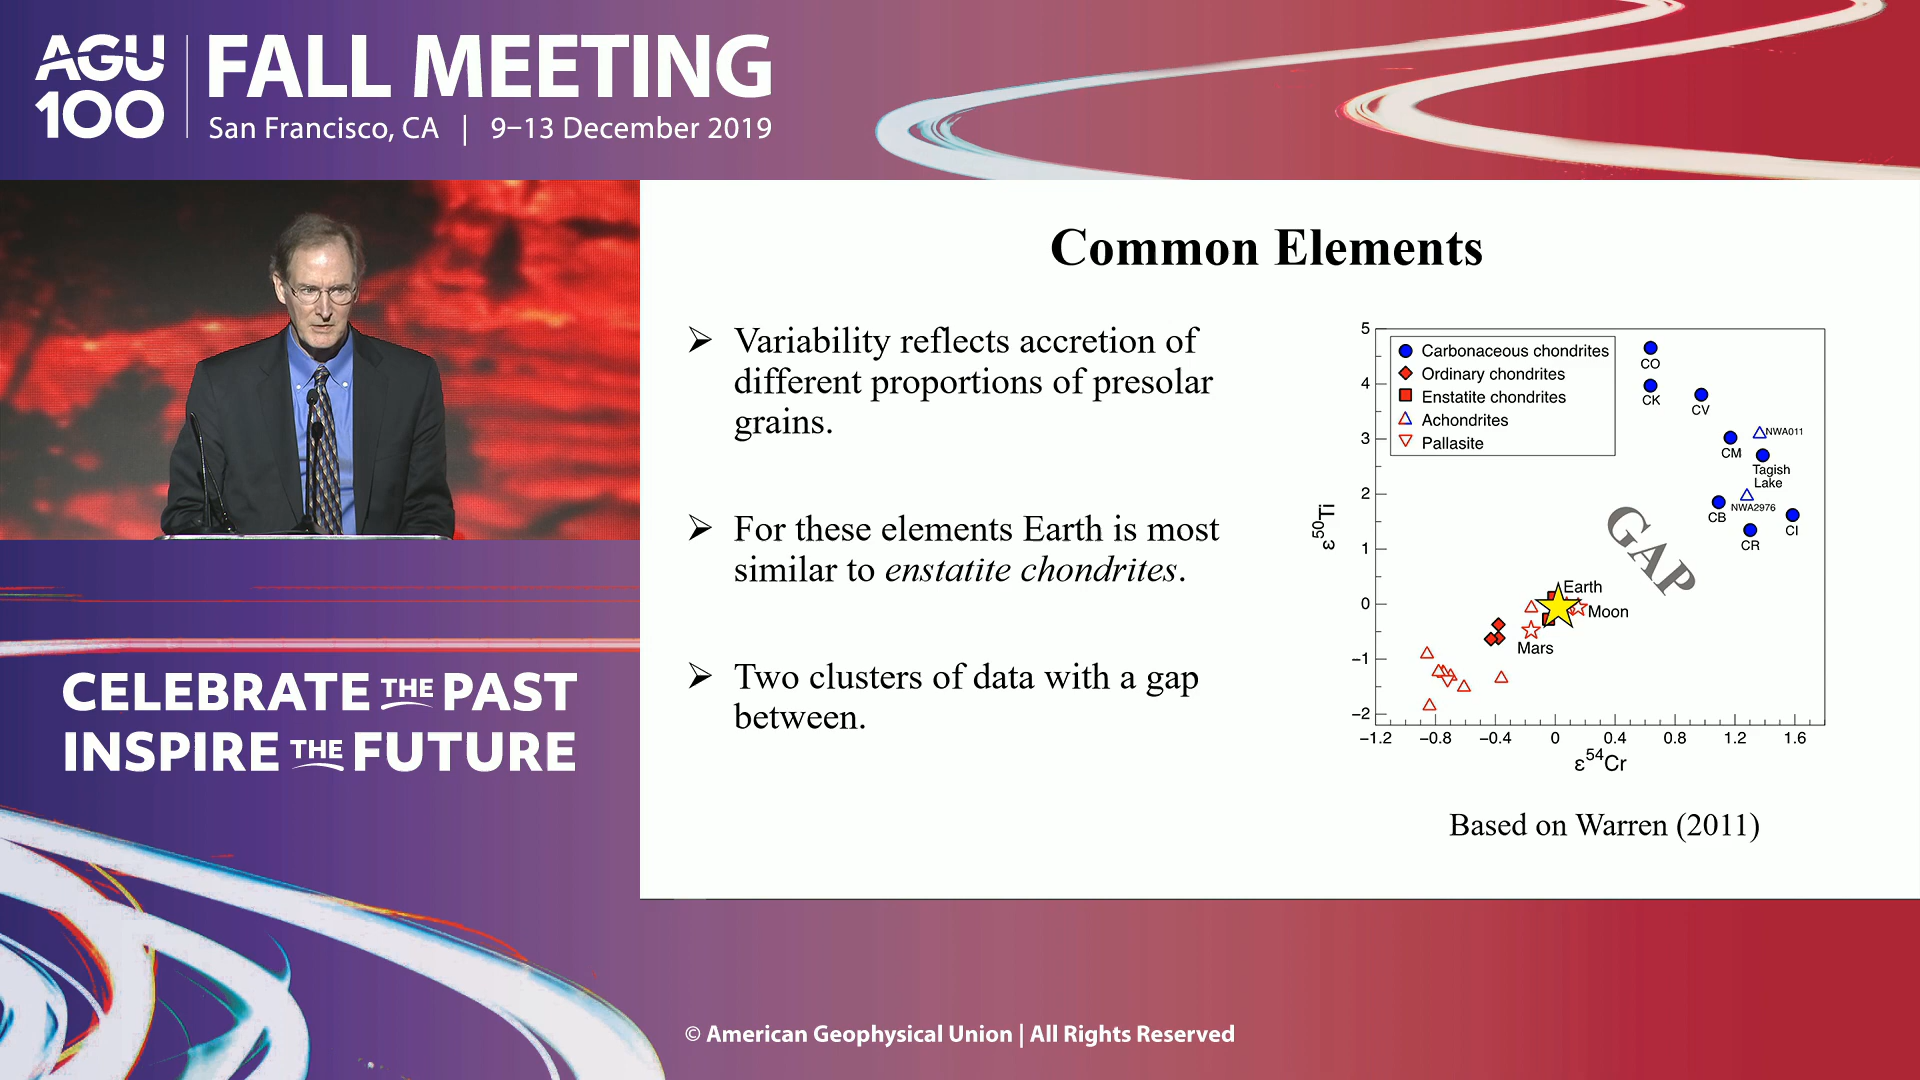 AGU
100
FALL MEETING
San Francisco, CA | 9–13 December 2019
Common Elements
➢ Variability reflects accretion of
different proportions of presolar
grains.
➢ For these elements Earth is most
similar to enstatite chondrites.
➢ Two clusters of data with a gap
between.
Carbonaceous chondrites
Ordinary chondrites
Enstatite chondrites
Achondrites
Pallasite
5
4
3
2
1
0
−1
−2
ε50Ti
CO
CK
CV
NWA011
CM
Tagish
Lake
NWA2976
CB
CI
CR
GAP
Earth
Moon
Mars
−1.2 −0.8 −0.4 0 0.4 0.8 1.2 1.6
ε54Cr
Based on Warren (2011)
CELEBRATE THE PAST
INSPIRE THE FUTURE
© American Geophysical Union | All Rights Reserved